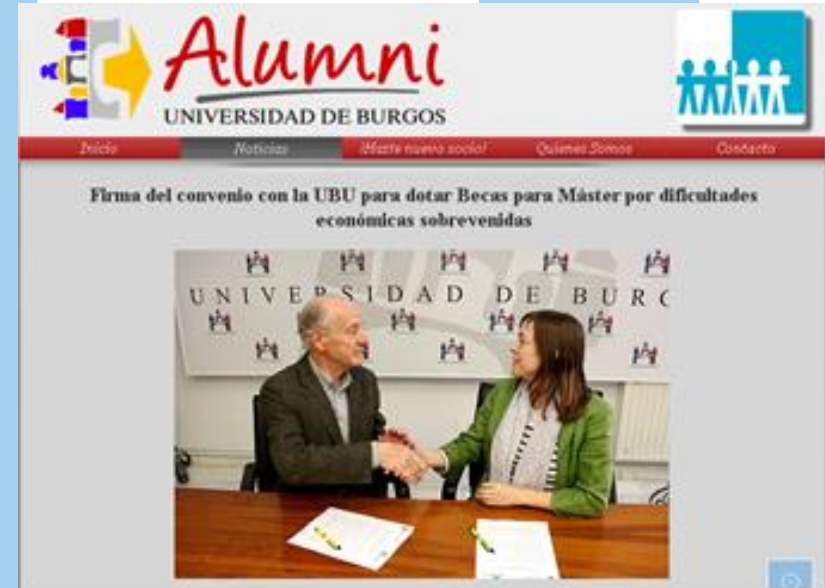 Alumni
UNIVERSIDAD DE BURGOS
Inicio
Noticias
¡Hazte nuevo socio!
Quienes Somos
Contacto
Firma del convenio con la UBU para dotar Becas para Máster por dificultades
económicas sobrevenidas
UNIVERSIDAD DE BURG